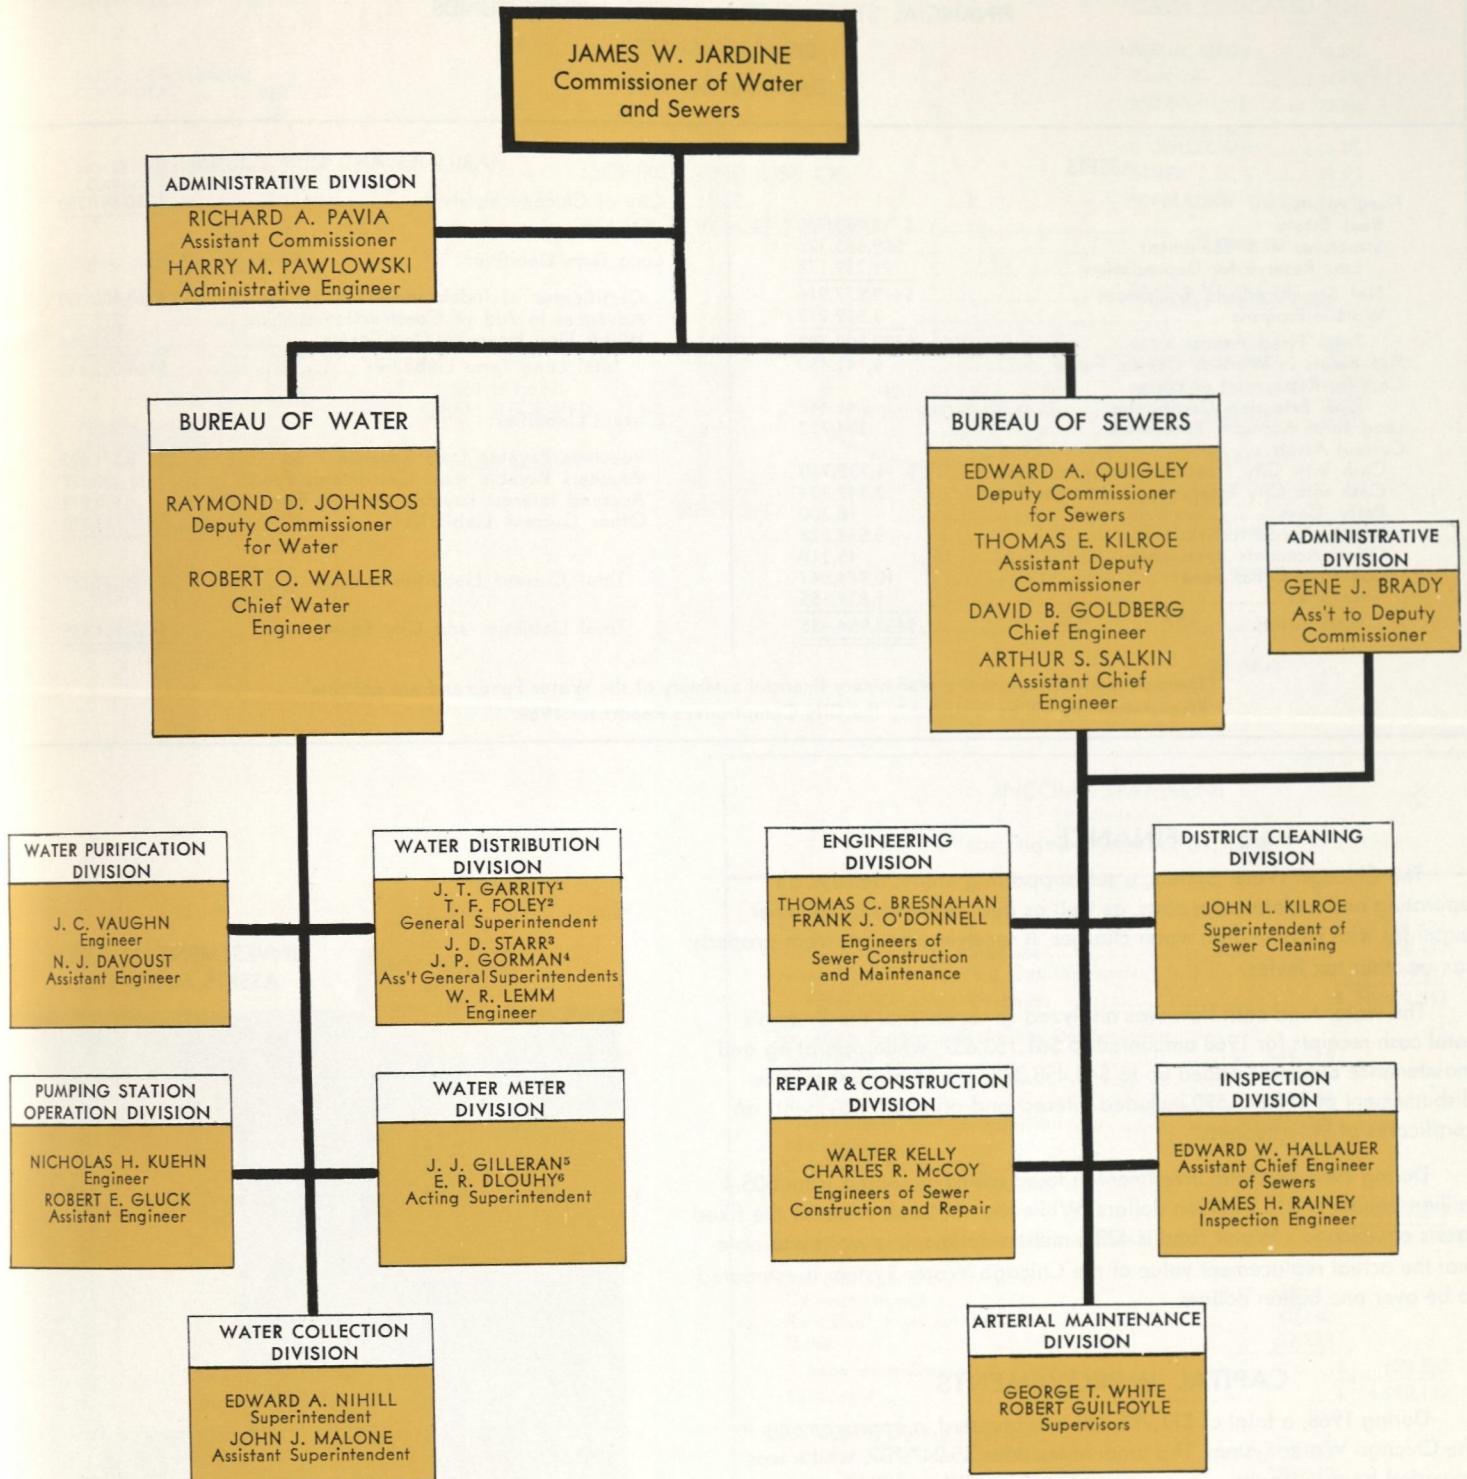 JAMES W. JARDINE
Commissioner of Water
and Sewers
ADMINISTRATIVE DIVISION
RICHARD A. PAVIA
Assistant Commissioner
HARRY M. PAWLOWSKI
Administrative Engineer
BUREAU OF WATER
RAYMOND D. JOHNSOS
Deputy Commissioner
for Water
ROBERT O. WALLER
Chief Water
Engineer
BUREAU OF SEWERS
EDWARD A. QUIGLEY
Deputy Commissioner
for Sewers
THOMAS E. KILROE
Assistant Deputy
Commissioner
DAVID B. GOLDBERG
Chief Engineer
ARTHUR S. SALKIN
Assistant Chief
Engineer
ADMINISTRATIVE
DIVISION
GENE J. BRADY
Ass't to Deputy
Commissioner
WATER PURIFICATION
DIVISION
J. C. VAUGHN
Engineer
N. J. DAVOUST
Assistant Engineer
WATER DISTRIBUTION
DIVISION
J. T. GARRITY¹
T. F. FOLEY²
General Superintendent
J. D. STARR³
J. P. GORMAN⁴
Ass't General Superintendents
W. R. LEMM
Engineer
ENGINEERING
DIVISION
THOMAS C. BRESNAHAN
FRANK J. O'DONNELL
Engineers of
Sewer Construction
and Maintenance
DISTRICT CLEANING
DIVISION
JOHN L. KILROE
Superintendent of
Sewer Cleaning
PUMPING STATION
OPERATION DIVISION
NICHOLAS H. KUEHN
Engineer
ROBERT E. GLUCK
Assistant Engineer
WATER METER
DIVISION
J. J. GILLERAN⁵
E. R. DLOUHY⁶
Acting Superintendent
REPAIR & CONSTRUCTION
DIVISION
WALTER KELLY
CHARLES R. McCOY
Engineers of Sewer
Construction and Repair
INSPECTION
DIVISION
EDWARD W. HALLAUER
Assistant Chief Engineer
of Sewers
JAMES H. RAINEY
Inspection Engineer
WATER COLLECTION
DIVISION
EDWARD A. NIHILL
Superintendent
JOHN J. MALONE
Assistant Superintendent
ARTERIAL MAINTENANCE
DIVISION
GEORGE T. WHITE
ROBERT GUILFOYLE
Supervisors